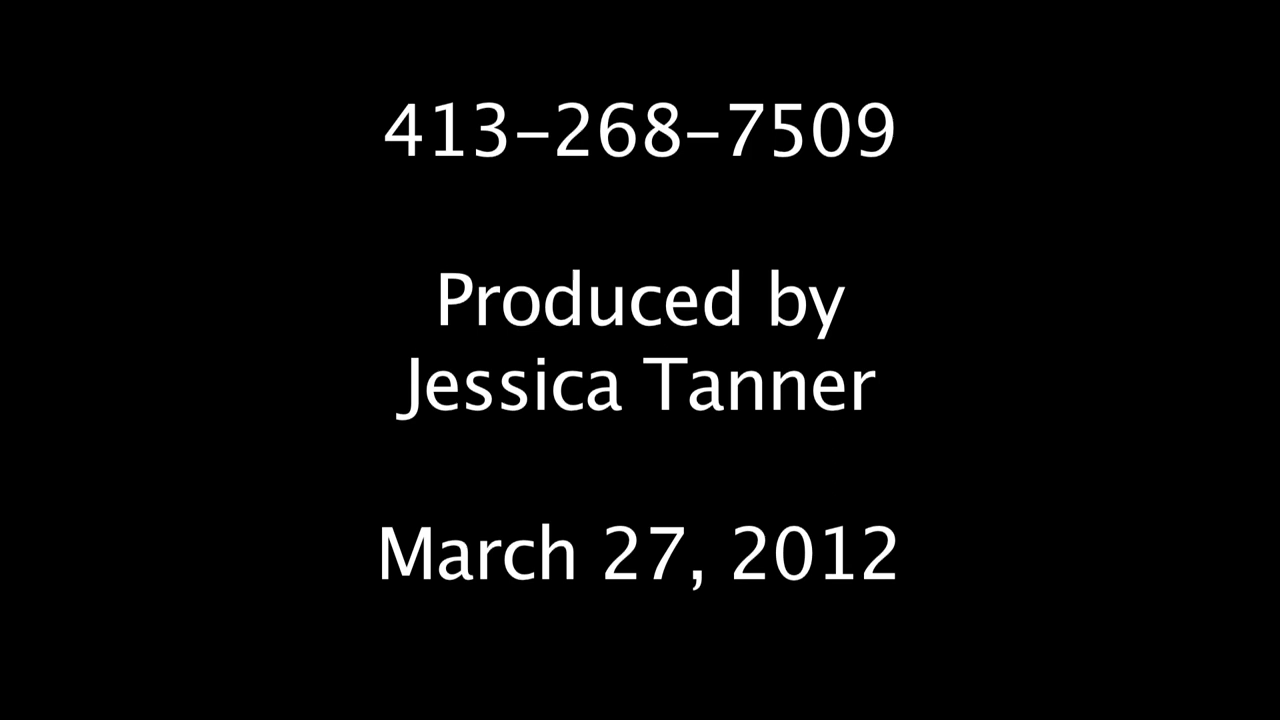 413-268-7509
Produced by
Jessica Tanner
March 27, 2012